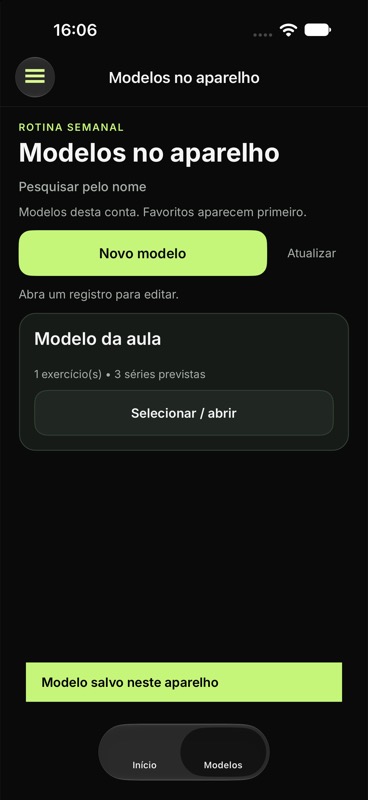 16:06
Modelos no aparelho
ROTINA SEMANAL
Modelos no aparelho
Pesquisar pelo nome
Modelos desta conta. Favoritos aparecem primeiro.
Novo modelo
Atualizar
Abra um registro para editar.
Modelo da aula
1 exercício(s) • 3 séries previstas
Selecionar / abrir
Modelo salvo neste aparelho
Início
Modelos